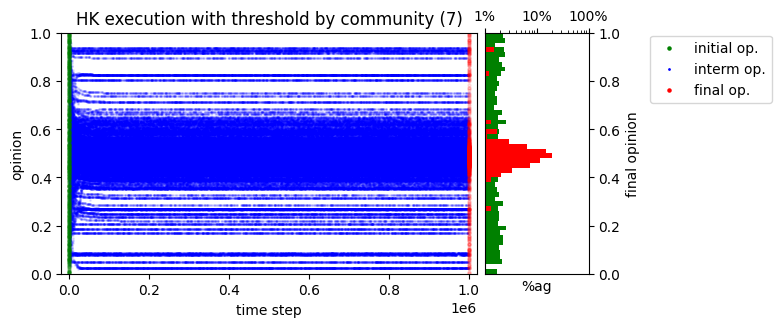 HK execution with threshold by community (7)
1% 10% 100%
initial op.
interm op.
final op.
1.0
0.8
0.6
0.4
0.2
0.0
opinion
0.0 0.2 0.4 0.6 0.8 1.0
1e6
time step
%ag
1.0
0.8
0.6
0.4
0.2
0.0
final opinion